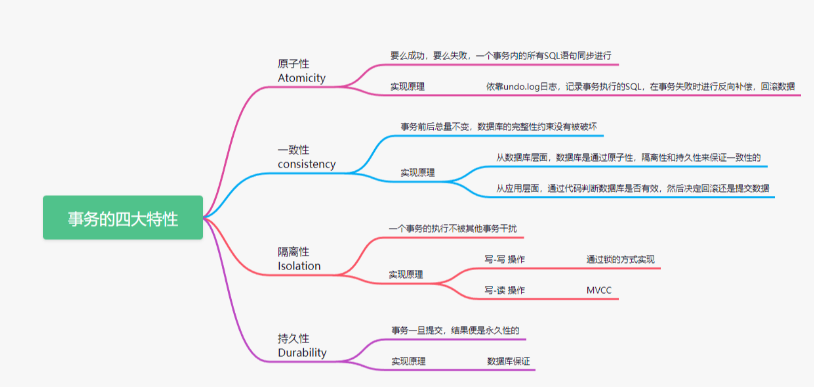 事务的四大特性
原子性
Atomicity
要么成功，要么失败，一个事务内的所有SQL语句同步进行
实现原理
依靠undo.log日志，记录事务执行的SQL，在事务失败时进行反向补偿，回滚数据
一致性
consistency
事务前后总量不变，数据库的完整性约束没有被破坏
实现原理
从数据库层面，数据库是通过原子性，隔离性和持久性来保证一致性的
从应用层面，通过代码判断数据库是否有效，然后决定回滚还是提交数据
隔离性
Isolation
一个事务的执行不被其他事务干扰
实现原理
写-写 操作
通过锁的方式实现
写-读 操作
MVCC
持久性
Durability
事务一旦提交，结果便是永久性的
实现原理
数据库保证